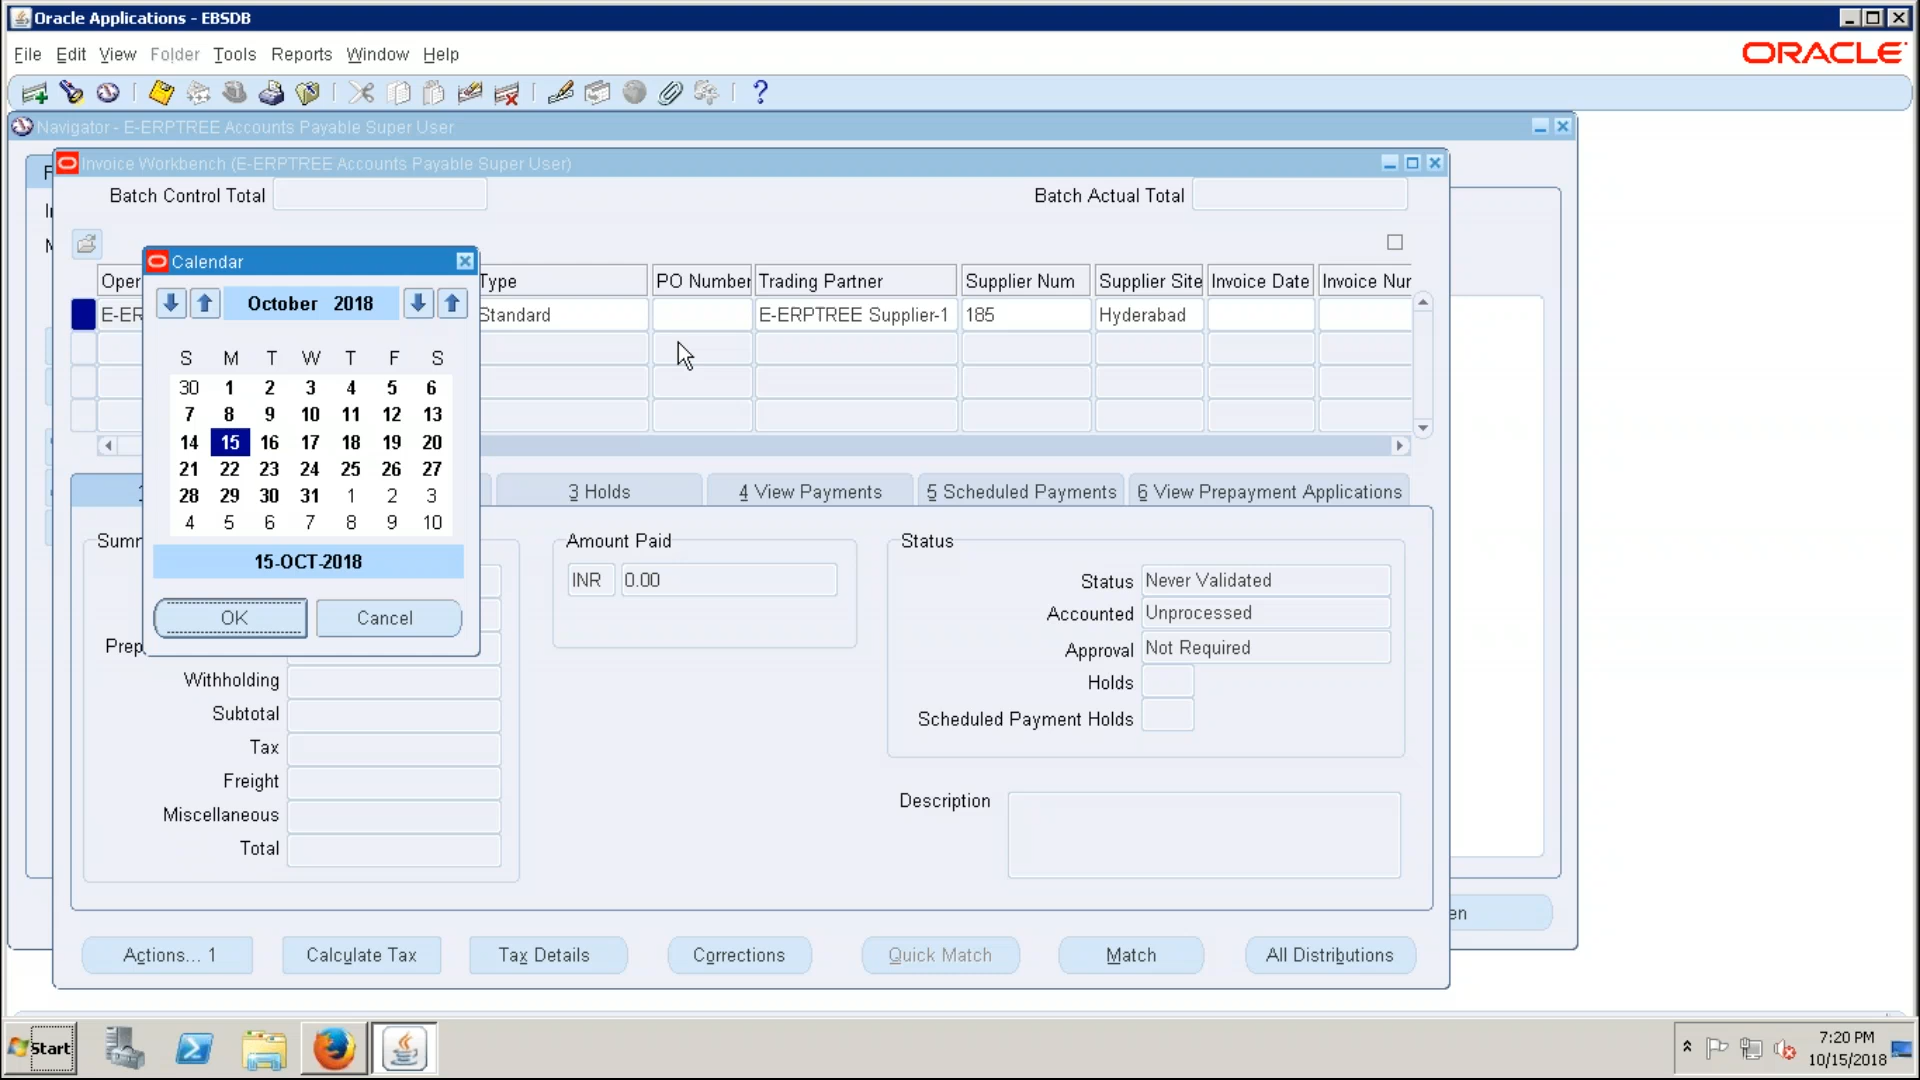 Oracle Applications - EBSDB
File Edit View Folder Tools Reports Window Help
ORACLE
Navigator - E-ERPTREE Accounts Payable Super User
Invoice Workbench (E-ERPTREE Accounts Payable Super User)
Batch Control Total
Batch Actual Total
Calendar
October 2018
S M T W T F S
30 1 2 3 4 5 6
7 8 9 10 11 12 13
14 15 16 17 18 19 20
21 22 23 24 25 26 27
28 29 30 31 1 2 3
4 5 6 7 8 9 10
15-OCT-2018
OK Cancel
Oper Type PO Number Trading Partner Supplier Num Supplier Site Invoice Date Invoice Nur
E-ER Standard E-ERPTREE Supplier-1 185 Hyderabad
3 Holds 4 View Payments 5 Scheduled Payments 6 View Prepayment Applications
Summ
Prep
Withholding
Subtotal
Tax
Freight
Miscellaneous
Total
Amount Paid
INR 0.00
Status
Status Never Validated
Accounted Unprocessed
Approval Not Required
Holds
Scheduled Payment Holds
Description
en
Actions... 1 Calculate Tax Tax Details Corrections Quick Match Match All Distributions
Start
7:20 PM
10/15/2018